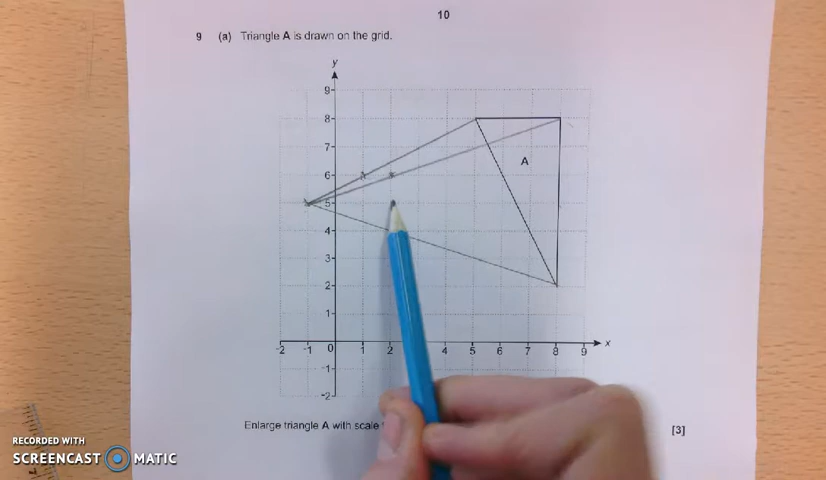 10
9 (a) Triangle A is drawn on the grid.
y
9
8
7
6
5
4
3
2
1
-2 -1 0 1 2 4 5 6 7 8 9 x
-1
-2
A
Enlarge triangle A with scale
[3]
RECORDED WITH
SCREENCAST MATIC